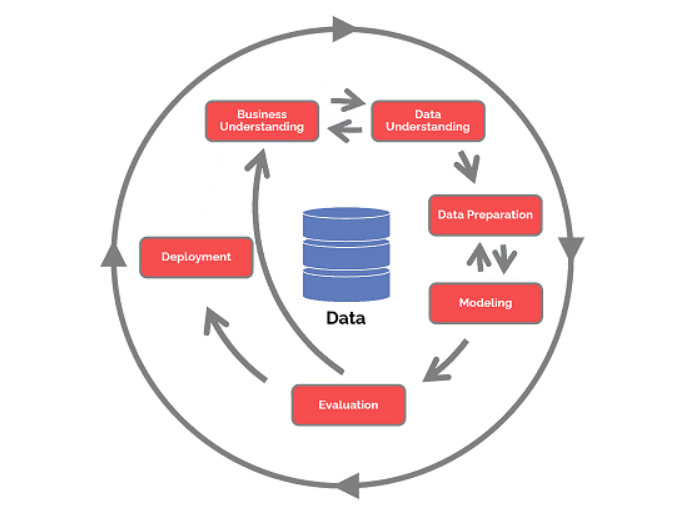 Business
Understanding
Data
Understanding
Data Preparation
Deployment
Modeling
Data
Evaluation